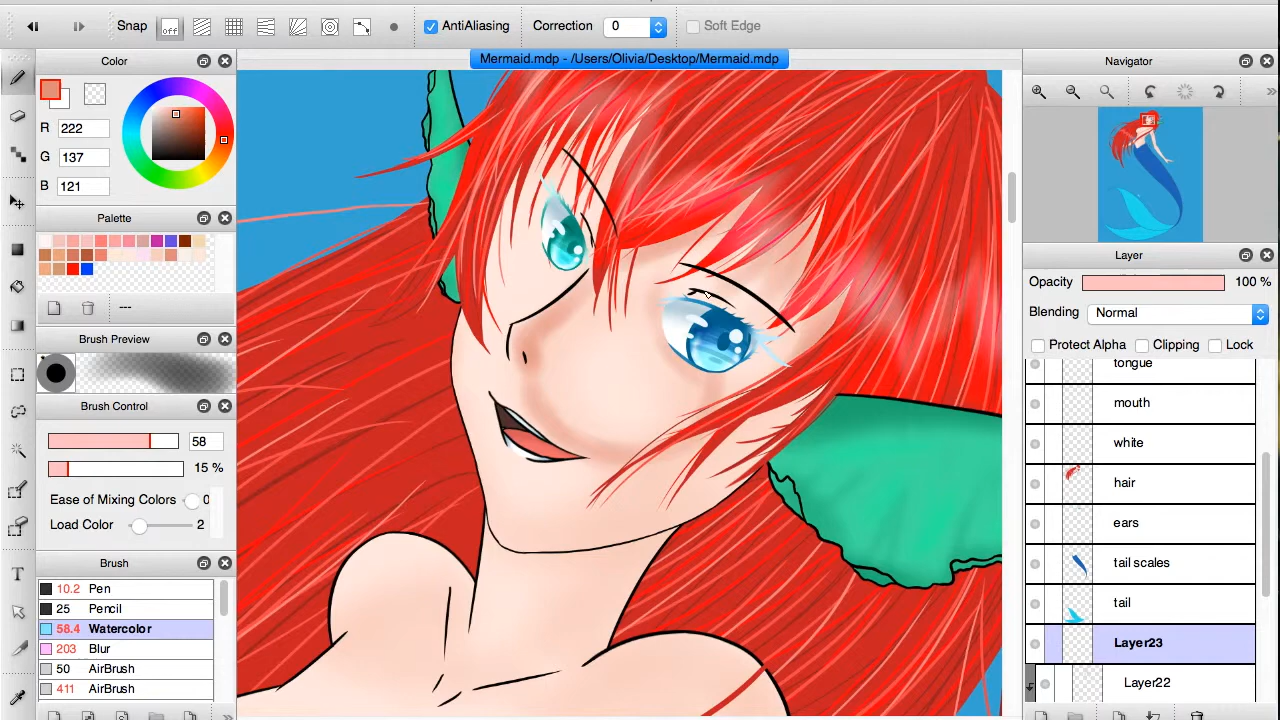 Snap
off
AntiAliasing
Correction
0
Soft Edge
Color
Mermaid.mdp - /Users/Olivia/Desktop/Mermaid.mdp
Navigator
R 222
G 137
B 121
Palette
---
Layer
Opacity 100 %
Blending Normal
Protect Alpha Clipping Lock
Brush Preview
Brush Control
58
15 %
Ease of Mixing Colors 0
Load Color 2
Brush
10.2 Pen
25 Pencil
58.4 Watercolor
203 Blur
50 AirBrush
411 AirBrush
T
tongue
mouth
white
hair
ears
tail scales
tail
Layer23
Layer22